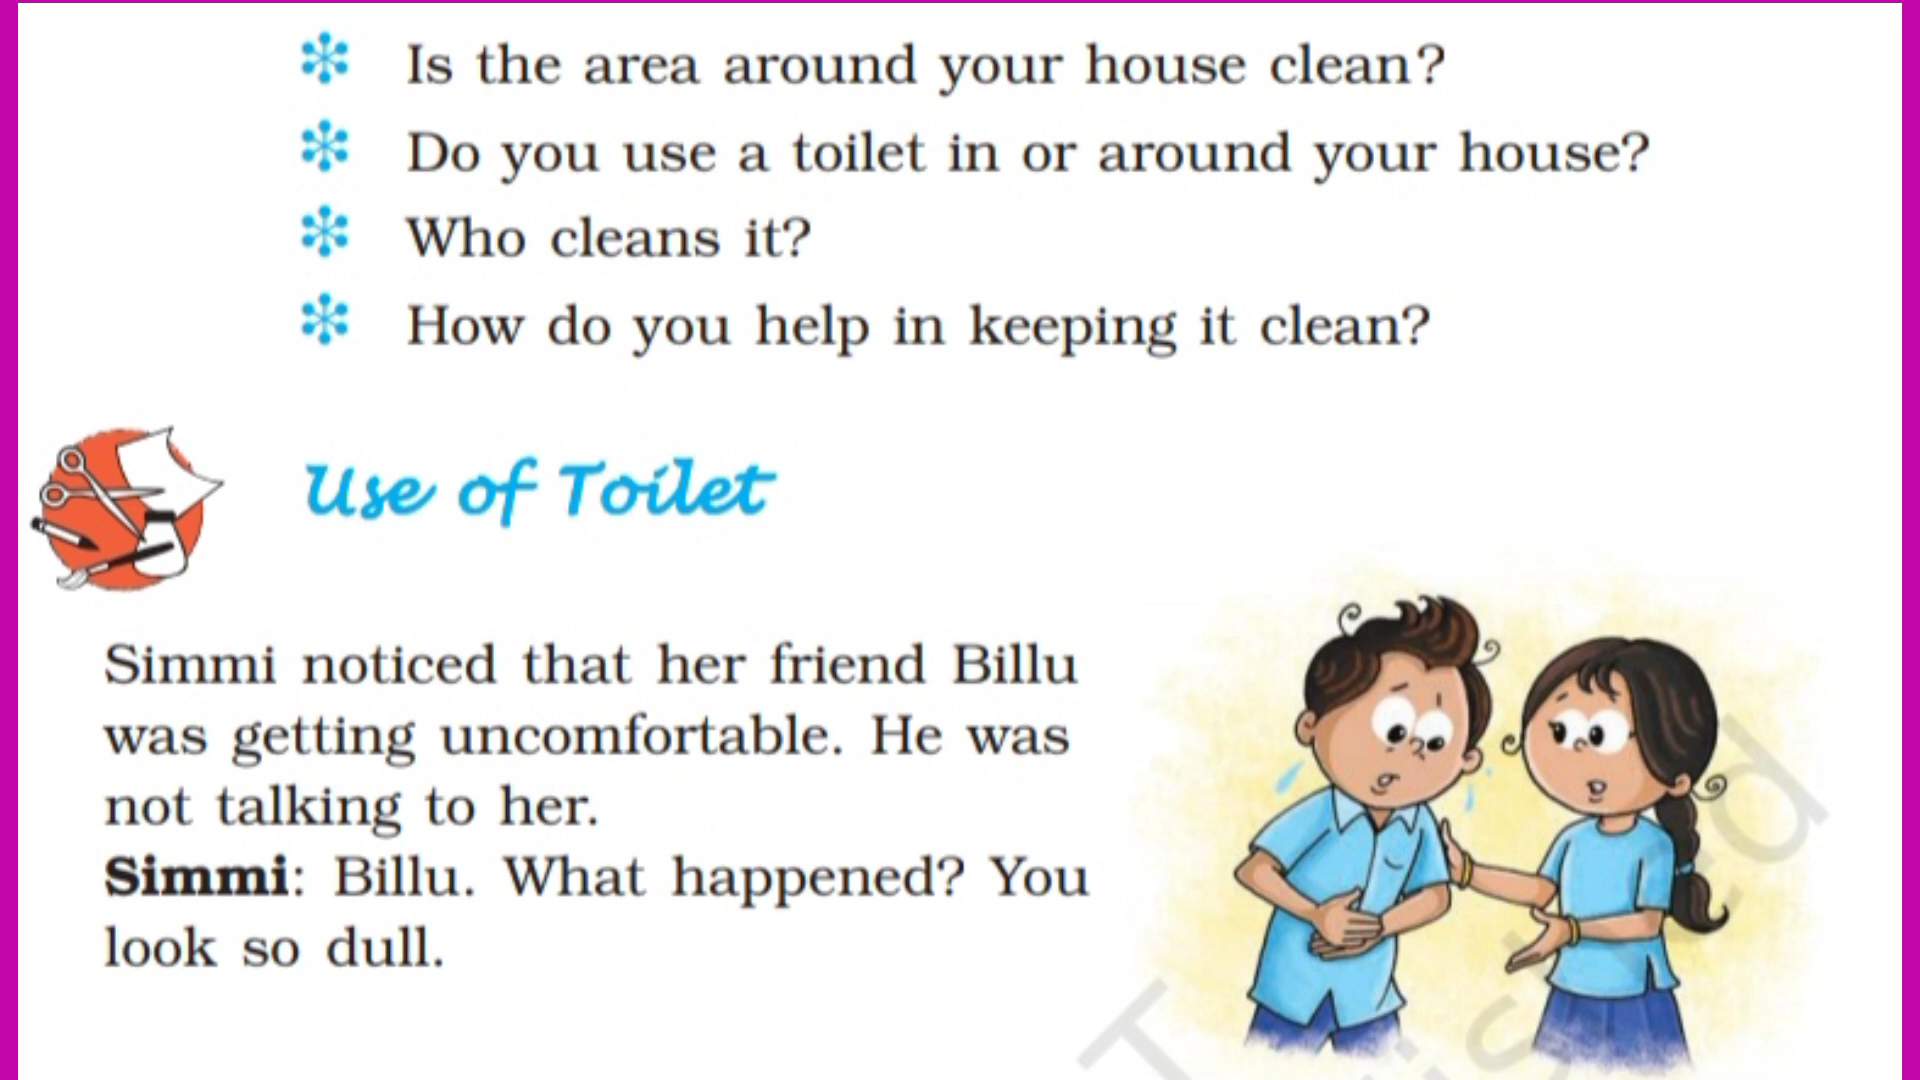 Is the area around your house clean?
Do you use a toilet in or around your house?
Who cleans it?
How do you help in keeping it clean?
Use of Toilet
Simmi noticed that her friend Billu
was getting uncomfortable. He was
not talking to her.
Simmi: Billu. What happened? You
look so dull.